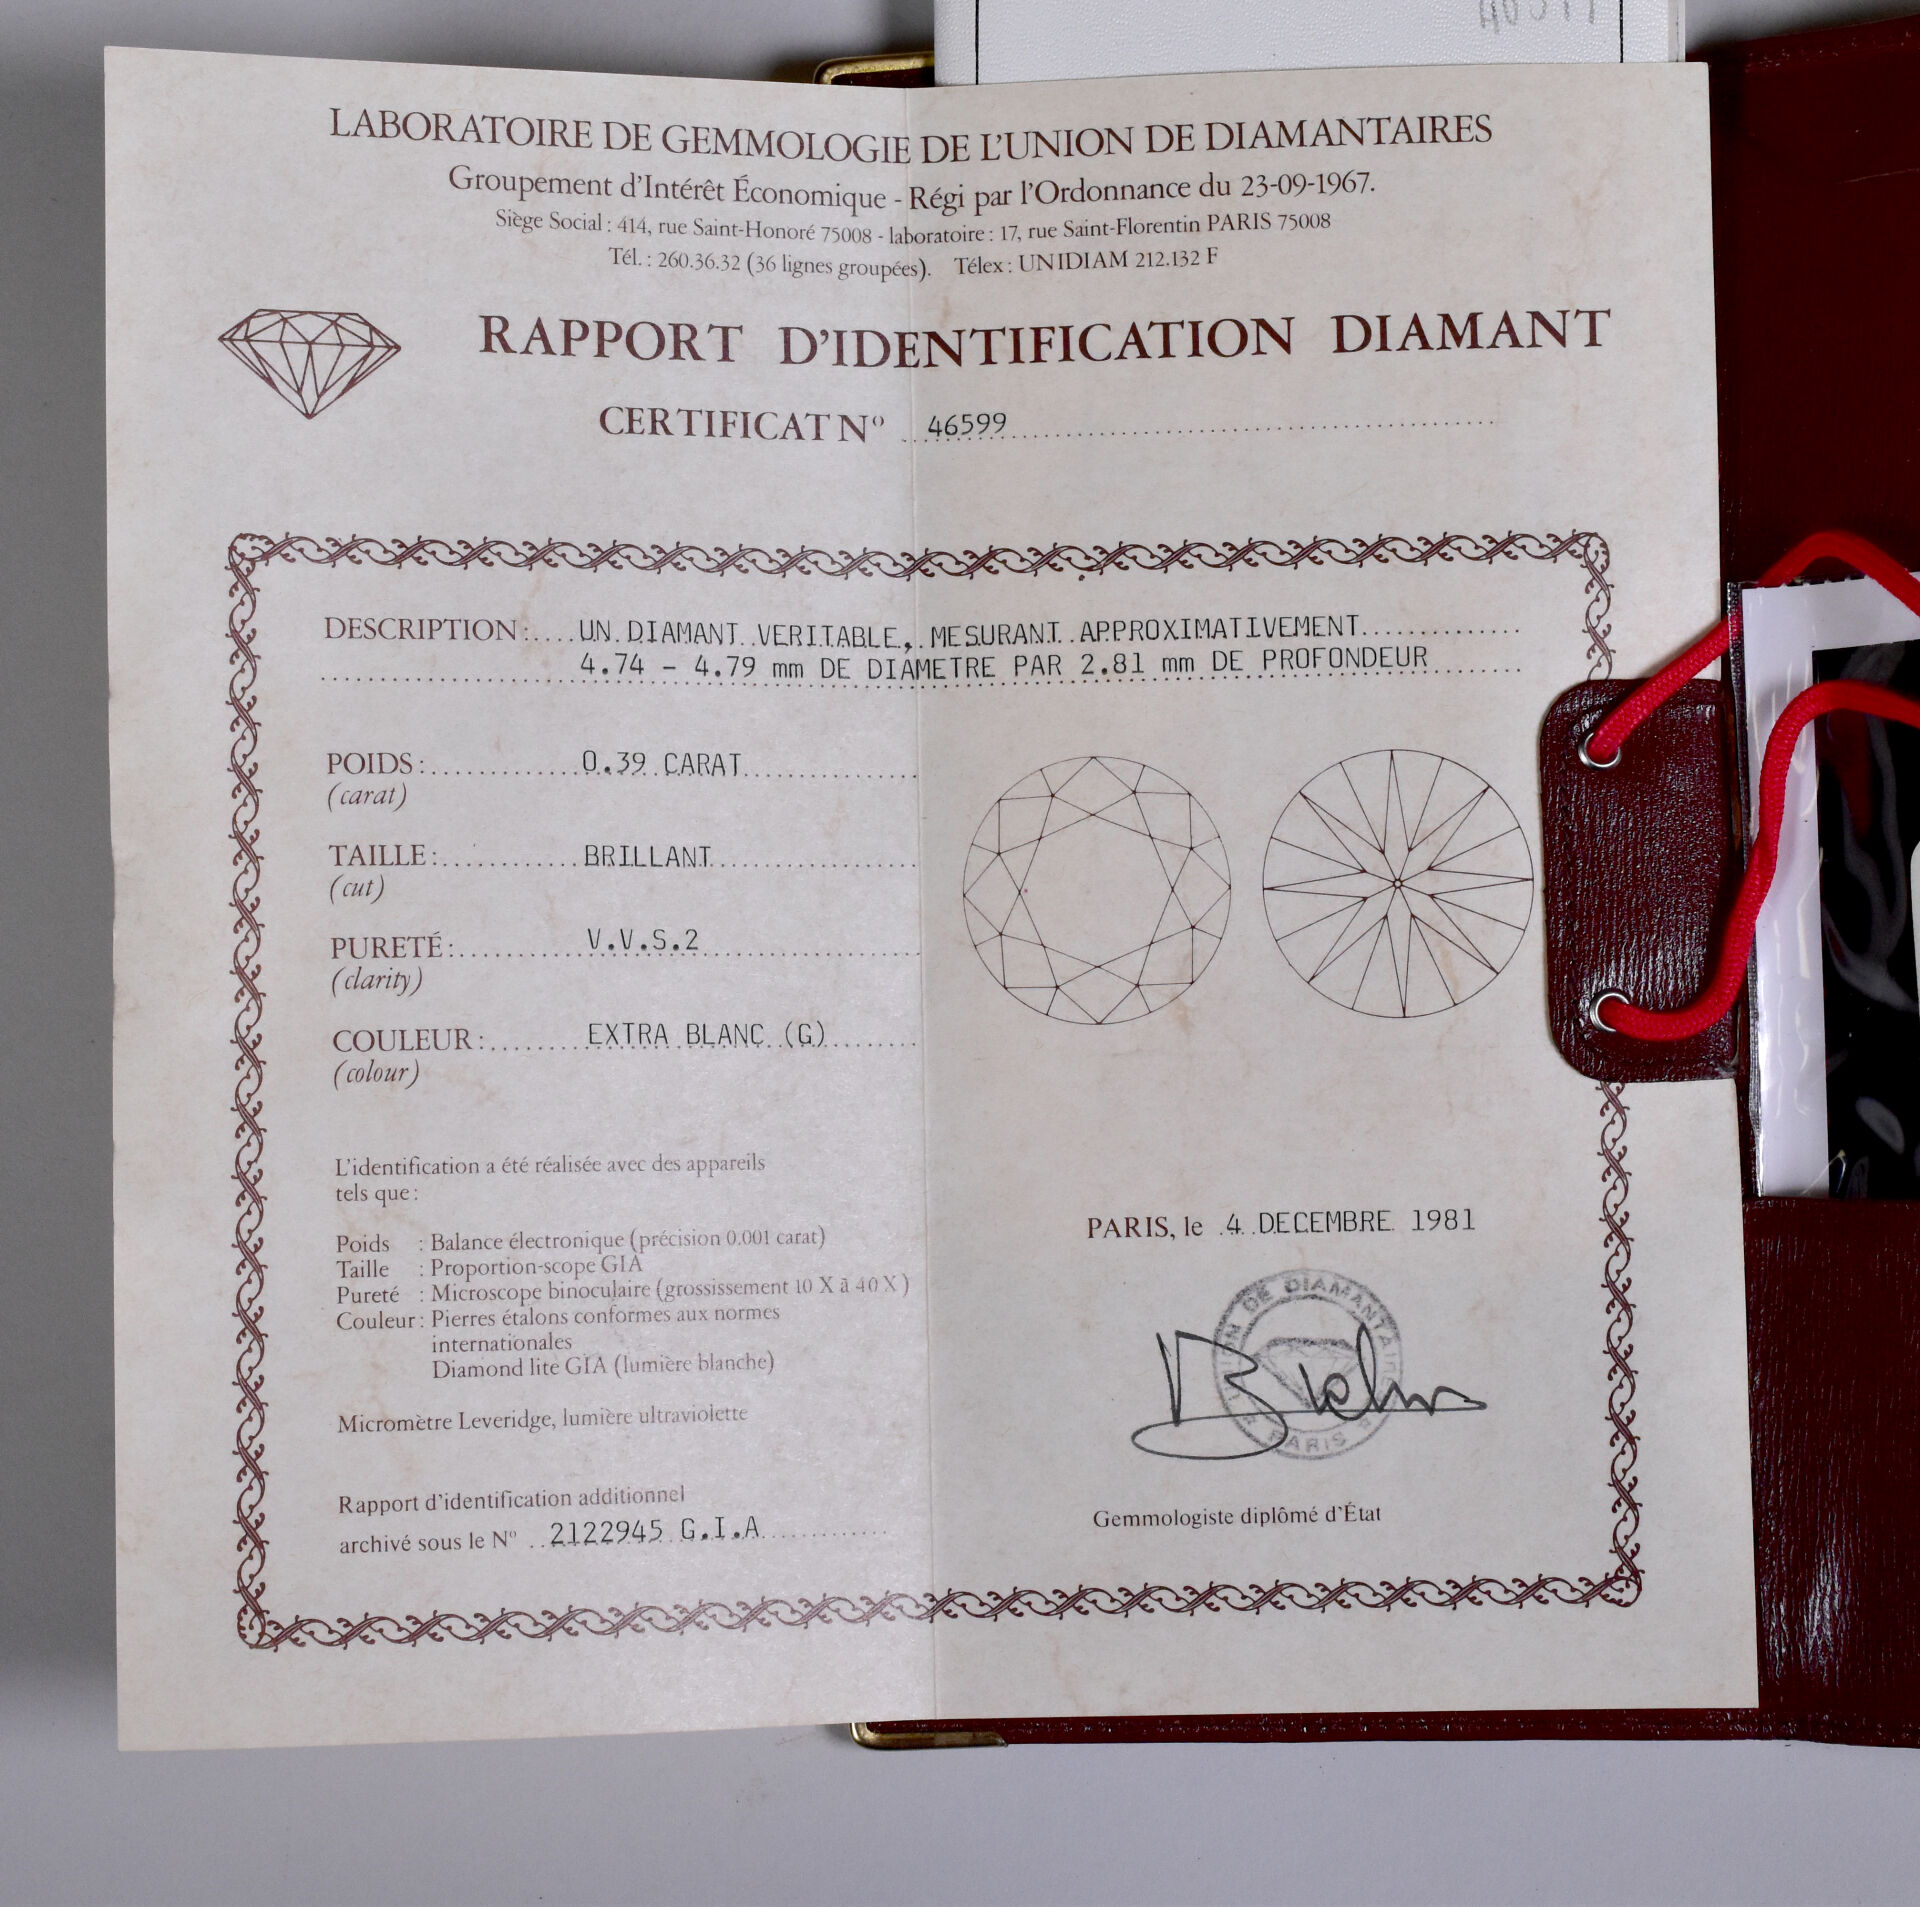 LABORATOIRE DE GEMMOLOGIE DE L'UNION DE DIAMANTAIRES
Groupement d'Intérêt Économique - Régi par l'Ordonnance du 23-09-1967.
Siège Social : 414, rue Saint-Honoré 75008 - laboratoire : 17, rue Saint-Florentin PARIS 75008
Tél. : 260.36.32 (36 lignes groupées). Télex : UNIDIAM 212.132 F
RAPPORT D'IDENTIFICATION DIAMANT
CERTIFICAT Nº 46599
DESCRIPTION : UN DIAMANT VERITABLE, MESURANT APPROXIMATIVEMENT
4.74 - 4.79 mm DE DIAMETRE PAR 2.81 mm DE PROFONDEUR
POIDS : 0.39 CARAT
(carat)
TAILLE : BRILLANT
(cut)
PURETÉ : V.V.S.2
(clarity)
COULEUR : EXTRA BLANC (G)
(colour)
L'identification a été réalisée avec des appareils
tels que :
Poids : Balance électronique (précision 0.001 carat)
Taille : Proportion-scope GIA
Pureté : Microscope binoculaire (grossissement 10 X à 40 X)
Couleur : Pierres étalons conformes aux normes
internationales
Diamond lite GIA (lumière blanche)
Micromètre Leveridge, lumière ultraviolette
Rapport d'identification additionnel
archivé sous le Nº 2122945 G.I.A
PARIS, le 4 DECEMBRE 1981
DE DIAMANTAIR
PARIS
Gemmologiste diplômé d'État